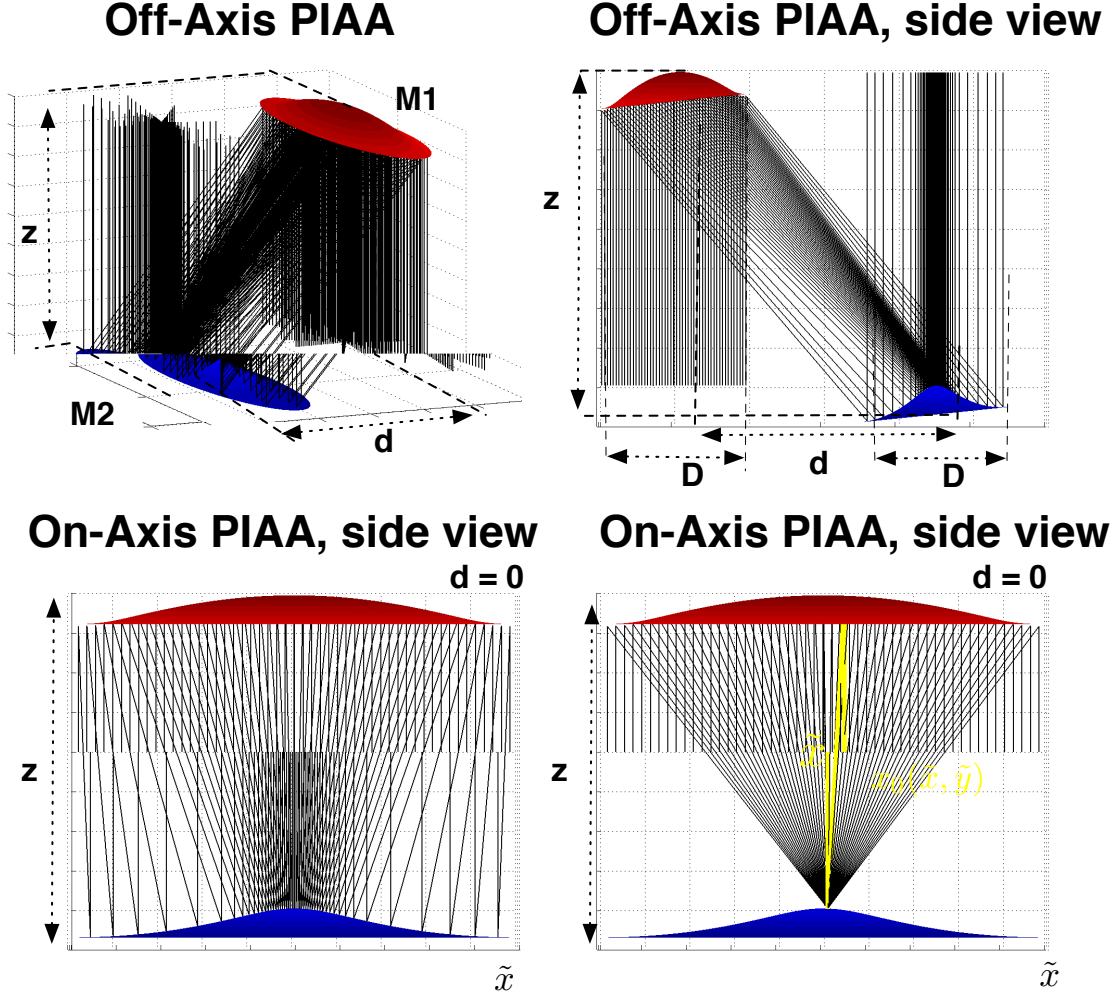 Off-Axis PIAA
Off-Axis PIAA, side view
M1
z
M2
d
z
D
d
D
On-Axis PIAA, side view
d = 0
z
x̃
On-Axis PIAA, side view
d = 0
z
x̃
x₀(x̃, ỹ)
x̃